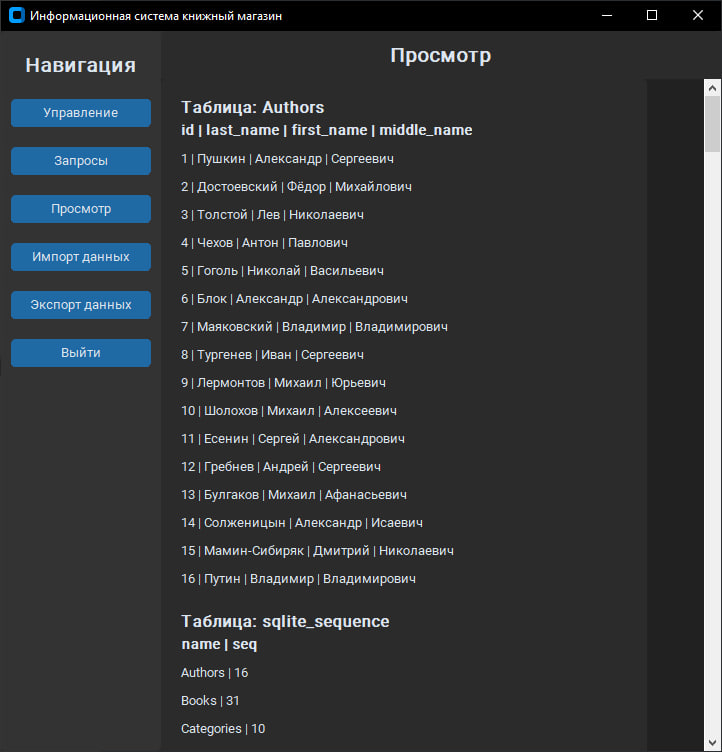 Информационная система книжный магазин
Навигация
Управление
Запросы
Просмотр
Импорт данных
Экспорт данных
Выйти
Просмотр
Таблица: Authors
id | last_name | first_name | middle_name
1 | Пушкин | Александр | Сергеевич
2 | Достоевский | Фёдор | Михайлович
3 | Толстой | Лев | Николаевич
4 | Чехов | Антон | Павлович
5 | Гоголь | Николай | Васильевич
6 | Блок | Александр | Александрович
7 | Маяковский | Владимир | Владимирович
8 | Тургенев | Иван | Сергеевич
9 | Лермонтов | Михаил | Юрьевич
10 | Шолохов | Михаил | Алексеевич
11 | Есенин | Сергей | Александрович
12 | Гребнев | Андрей | Сергеевич
13 | Булгаков | Михаил | Афанасьевич
14 | Солженицын | Александр | Исаевич
15 | Мамин-Сибиряк | Дмитрий | Николаевич
16 | Путин | Владимир | Владимирович
Таблица: sqlite_sequence
name | seq
Authors | 16
Books | 31
Categories | 10